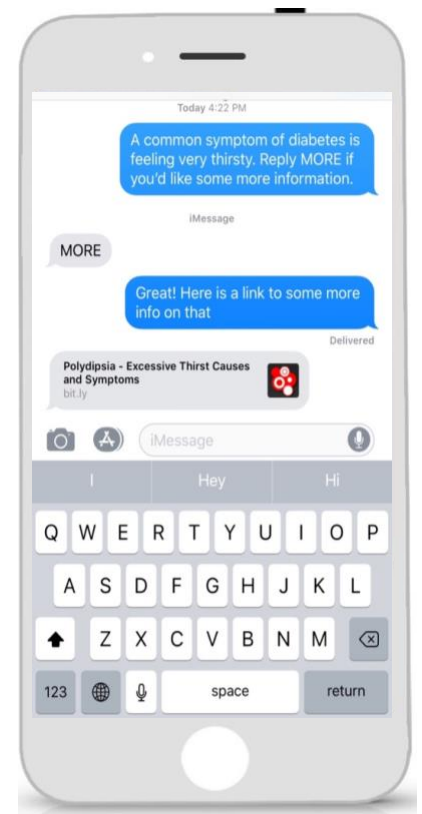 Today 4:22 PM
A common symptom of diabetes is
feeling very thirsty. Reply MORE if
you'd like some more information.
iMessage
MORE
Great! Here is a link to some more
info on that
Delivered
Polydipsia - Excessive Thirst Causes
and Symptoms
bit.ly
iMessage
I Hey Hi
Q W E R T Y U I O P
A S D F G H J K L
Z X C V B N M
123 space return